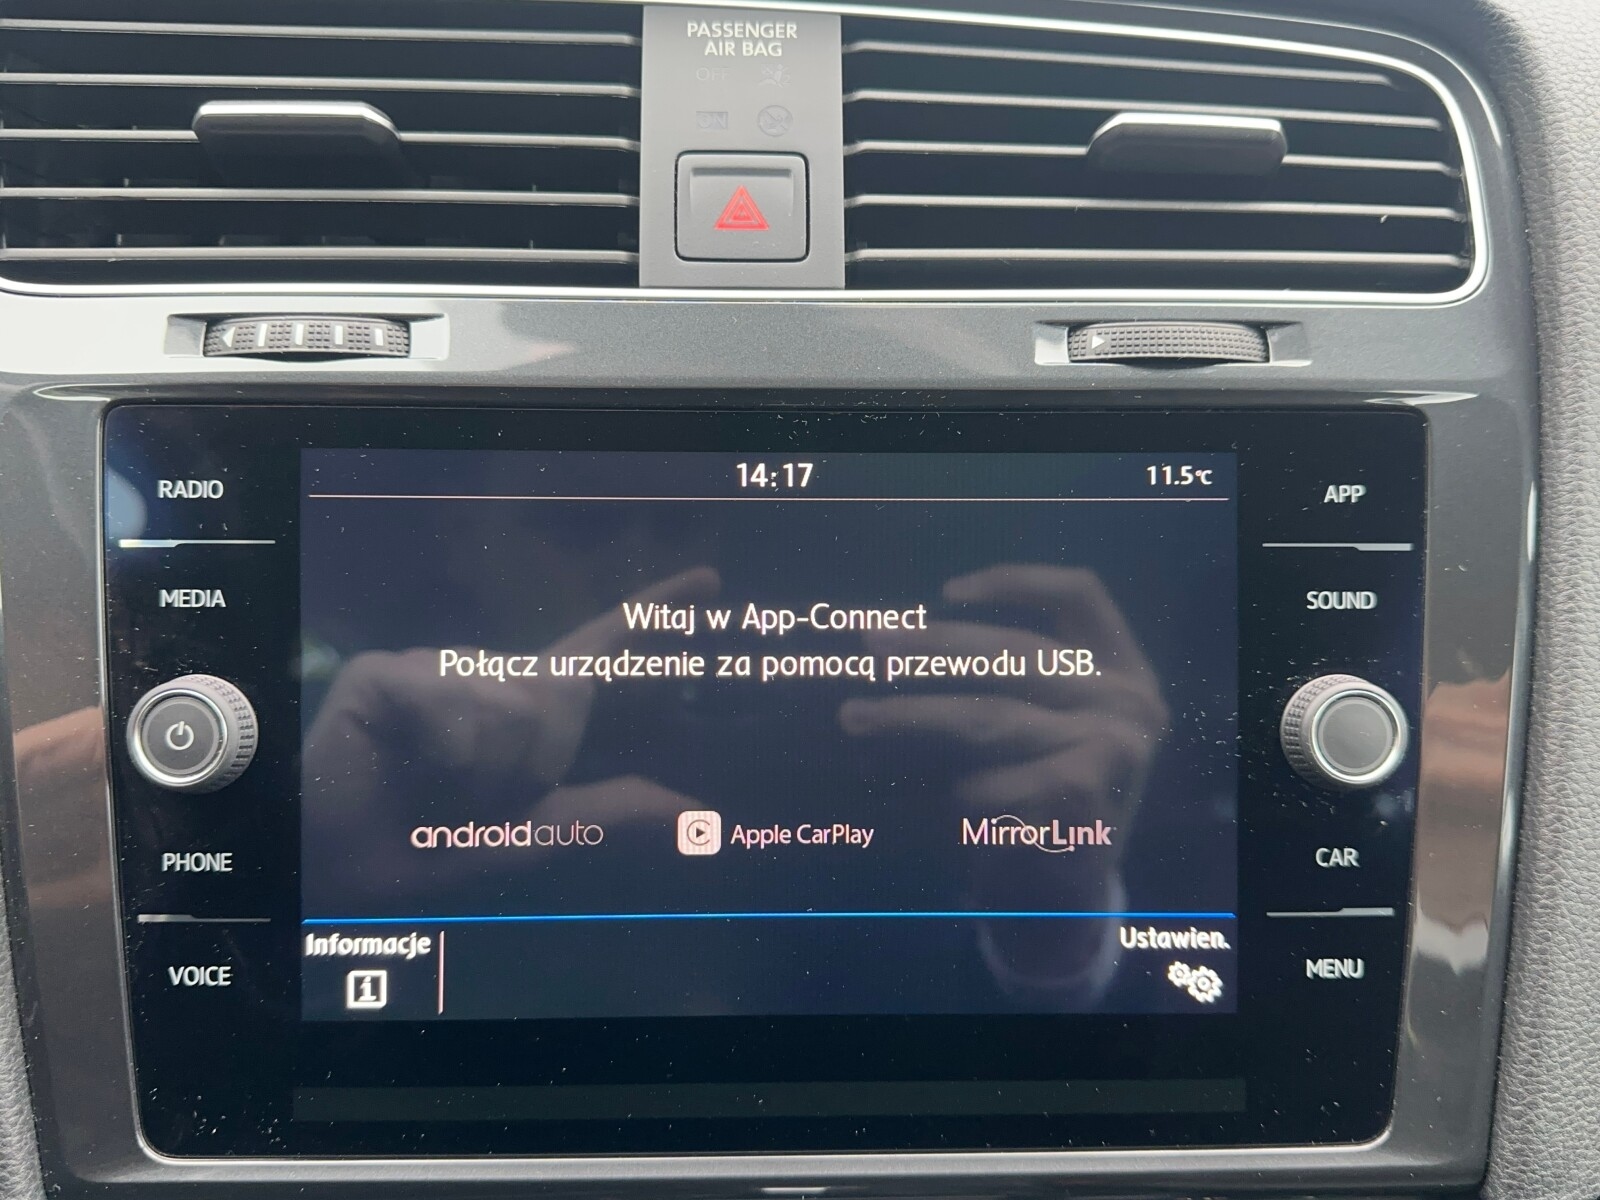 PASSENGER
AIR BAG
OFF
ON
RADIO
MEDIA
PHONE
VOICE
14:17
11.5°C
Witaj w App-Connect
Połącz urządzenie za pomocą przewodu USB.
androidauto
Apple CarPlay
MirrorLink
Informacje
i
Ustawien.
APP
SOUND
CAR
MENU